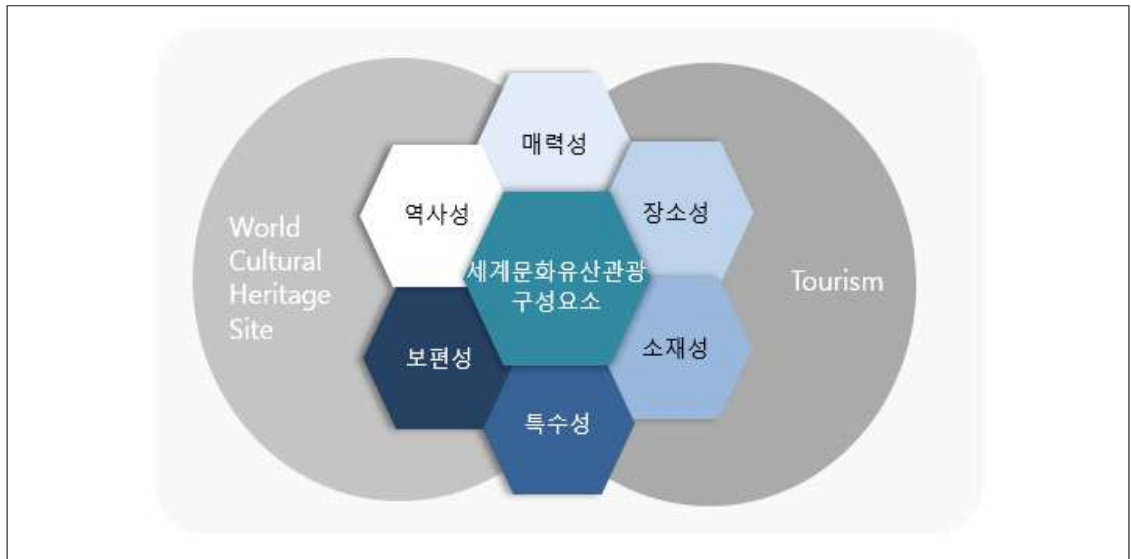 매력성
역사성
장소성
World
Cultural
Heritage
Site
세계문화유산관광
구성요소
Tourism
보편성
소재성
특수성